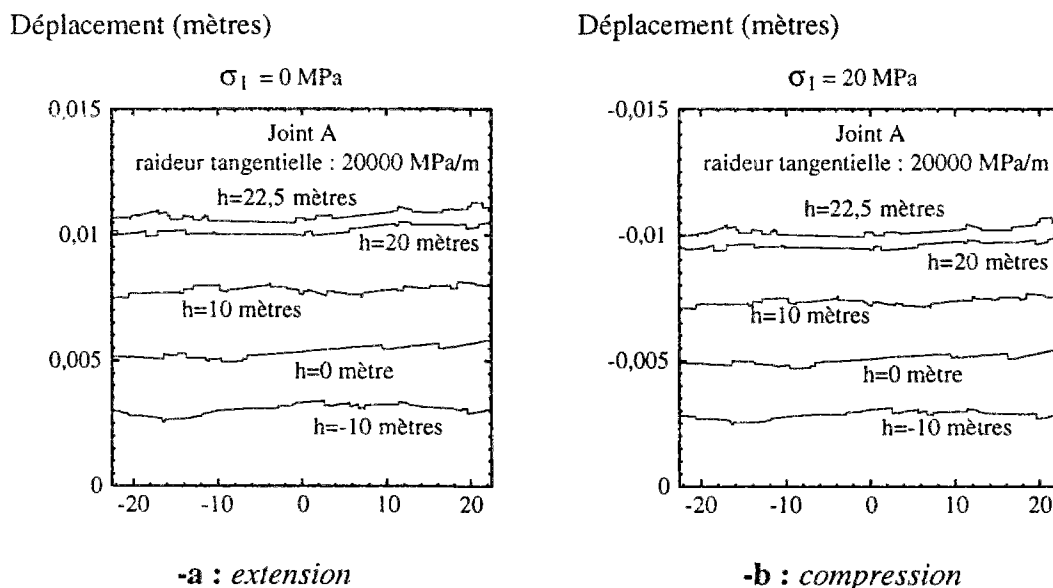 Déplacement (mètres)
σ1 = 0 MPa
0,015
Joint A
raideur tangentielle : 20000 MPa/m
h=22,5 mètres
0,01
h=20 mètres
h=10 mètres
0,005
h=0 mètre
h=-10 mètres
0
-20 -10 0 10 20
-a : extension
Déplacement (mètres)
σ1 = 20 MPa
-0,015
Joint A
raideur tangentielle : 20000 MPa/m
h=22,5 mètres
-0,01
h=20 mètres
h=10 mètres
-0,005
h=0 mètre
h=-10 mètres
0
-20 -10 0 10 20
-b : compression